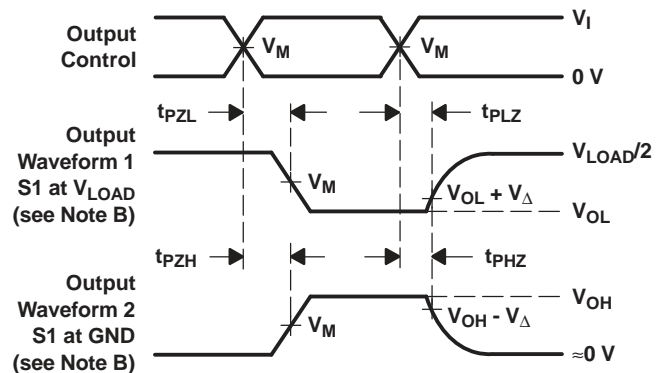 Output
Control
V_I
V_M
V_M
0 V
t_PZL
t_PLZ
Output
Waveform 1
S1 at V_LOAD
(see Note B)
V_LOAD/2
V_M
V_OL + V_Δ
V_OL
t_PZH
t_PHZ
Output
Waveform 2
S1 at GND
(see Note B)
V_OH
V_M
V_OH - V_Δ
≈0 V